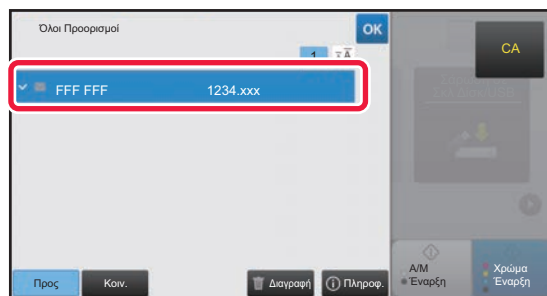 Όλοι Προορισμοί
OK
CA
1
FFF FFF 1234.xxx
Προς
Κοιν.
Διαγραφή
Πληροφ.
Α/Μ
Έναρξη
Χρώμα
Έναρξη